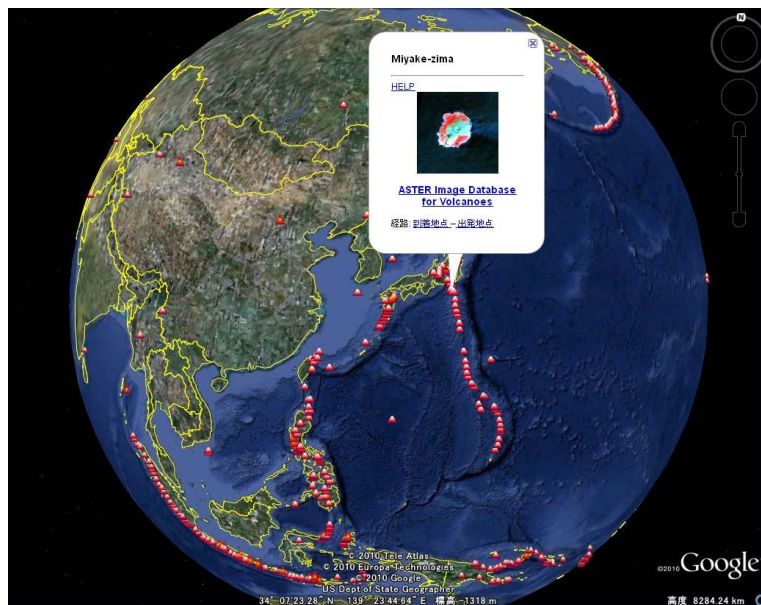 N
Miyake-zima
HELP
ASTER Image Database
for Volcanoes
経路: 到着地点 – 出発地点
© 2010 Tele Atlas
© 2010 Europa Technologies
© 2010 Google
US Dept of State Geographer
©2010 Google
34° 07'23.28" N 139° 23'44.64" E 標高 -1318 m
高度 8284.24 km